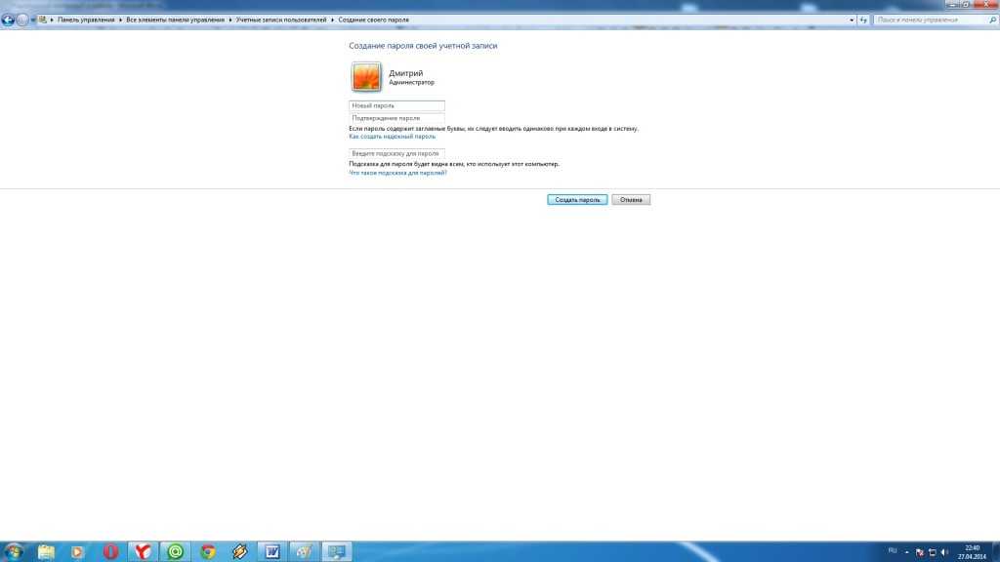 Панель управления Все элементы панели управления Учетные записи пользователей Создание своего пароля Поиск в панели управления
Создание пароля своей учетной записи
Дмитрий
Администратор
Новый пароль
Подтверждение пароля
Если пароль содержит заглавные буквы, их следует вводить одинаково при каждом входе в систему.
Как создать надежный пароль
Введите подсказку для пароля
Подсказка для пароля будет видна всем, кто использует этот компьютер.
Что такое подсказка для паролей?
Создать пароль Отмена
RU
22:40
27.04.2014